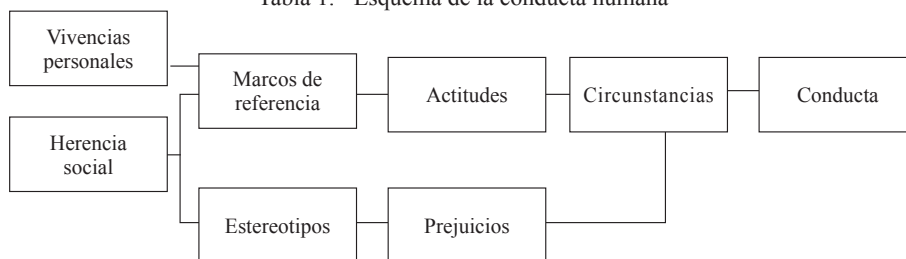 Tabla 1. Esquema de la conducta humana
Vivencias
personales
Marcos de
referencia
Actitudes
Circunstancias
Conducta
Herencia
social
Estereotipos
Prejuicios